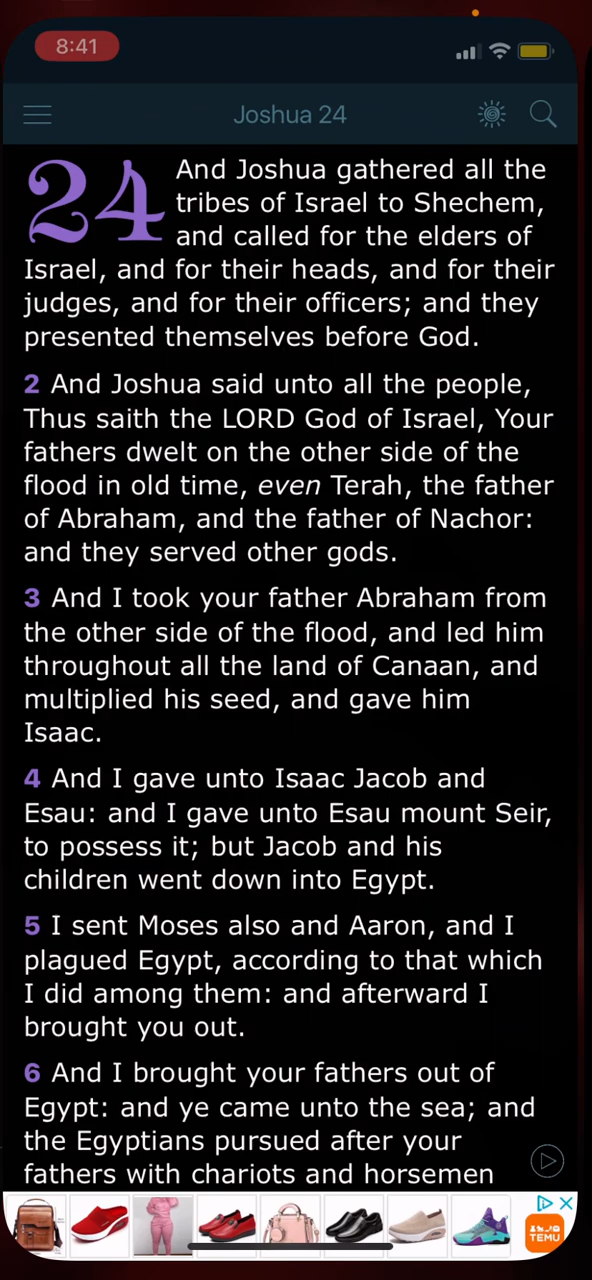 8:41
Joshua 24
24 And Joshua gathered all the
tribes of Israel to Shechem,
and called for the elders of
Israel, and for their heads, and for their
judges, and for their officers; and they
presented themselves before God.
2 And Joshua said unto all the people,
Thus saith the LORD God of Israel, Your
fathers dwelt on the other side of the
flood in old time, even Terah, the father
of Abraham, and the father of Nachor:
and they served other gods.
3 And I took your father Abraham from
the other side of the flood, and led him
throughout all the land of Canaan, and
multiplied his seed, and gave him
Isaac.
4 And I gave unto Isaac Jacob and
Esau: and I gave unto Esau mount Seir,
to possess it; but Jacob and his
children went down into Egypt.
5 I sent Moses also and Aaron, and I
plagued Egypt, according to that which
I did among them: and afterward I
brought you out.
6 And I brought your fathers out of
Egypt: and ye came unto the sea; and
the Egyptians pursued after your
fathers with chariots and horsemen
TEMU